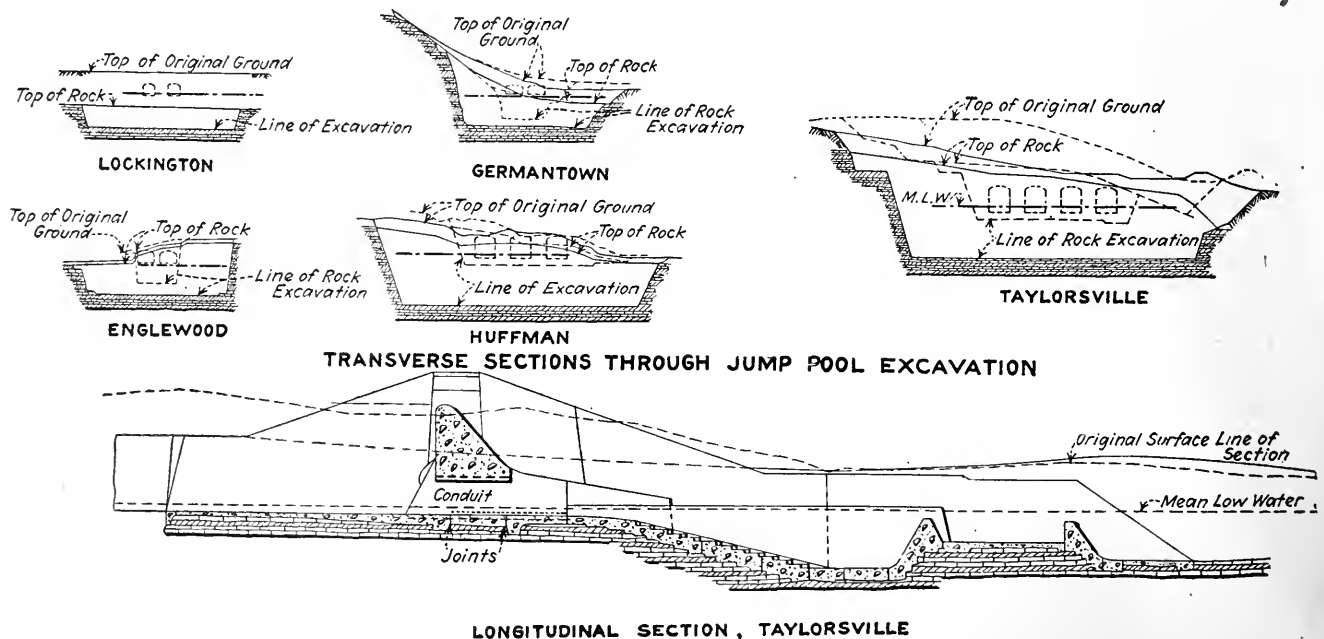 Top of Original Ground
Top of Rock
Line of Excavation
LOCKINGTON
Top of Original
Ground
Top of Rock
Line of Rock
Excavation
GERMANTOWN
Top of Original Ground
Top of Rock
M.L.W.
Line of Rock Excavation
TAYLORSVILLE
Top of Original
Ground
Top of Rock
Line of Rock
Excavation
ENGLEWOOD
Top of Original Ground
Top of Rock
Line of Excavation
HUFFMAN
TRANSVERSE SECTIONS THROUGH JUMP POOL EXCAVATION
Original Surface Line of
Section
Conduit
Mean Low Water
Joints
LONGITUDINAL SECTION, TAYLORSVILLE